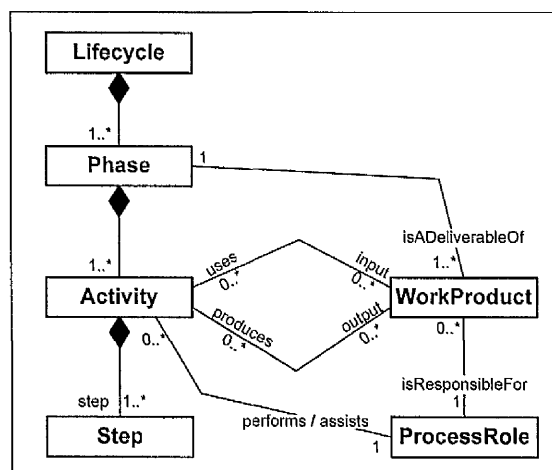 Lifecycle
1..*
Phase
1
isADeliverableOf
1..*
1..*
uses
0..*
input
0..*
Activity
WorkProduct
produces
0..*
output
0..*
0..*
0..*
isResponsibleFor
step
1..*
performs / assists
1
1
Step
ProcessRole